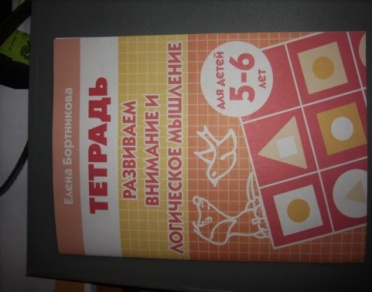 Елена Бортникова
ТЕТРАДЬ
РАЗВИВАЕМ
ВНИМАНИЕ И
ЛОГИЧЕСКОЕ МЫШЛЕНИЕ
ДЛЯ ДЕТЕЙ
5-6
ЛЕТ